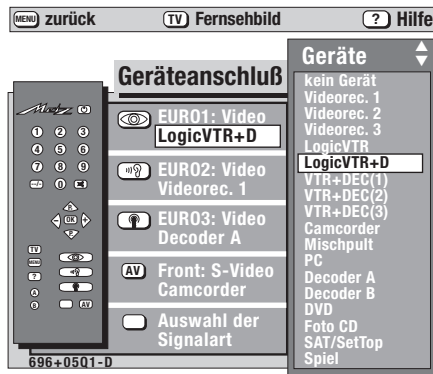 MENU zurück
TV Fernsehbild
? Hilfe
Geräteanschluß
EURO1: Video
LogicVTR+D
EURO2: Video
Videorec. 1
EURO3: Video
Decoder A
AV Front: S-Video
Camcorder
Auswahl der
Signalart
Geräte
kein Gerät
Videorec. 1
Videorec. 2
Videorec. 3
LogicVTR
LogicVTR+D
VTR+DEC(1)
VTR+DEC(2)
VTR+DEC(3)
Camcorder
Mischpult
PC
Decoder A
Decoder B
DVD
Foto CD
SAT/SetTop
Spiel
Metz
1 2 3
4 5 6
7 8 9
-/-- 0
R
- OK +
P
TV
MENU
?
A
B AV
696+05Q1-D